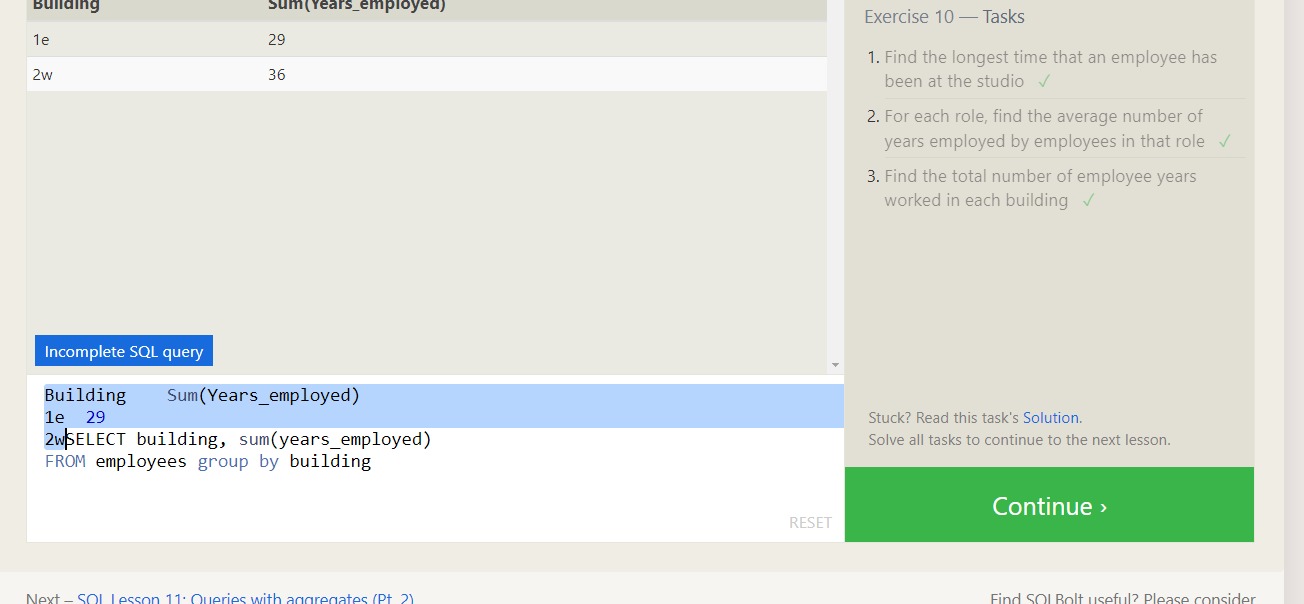 Building Sum(Years_employed)
1e 29
2w 36
Incomplete SQL query
Building Sum(Years_employed)
1e 29
2wSELECT building, sum(years_employed)
FROM employees group by building
RESET
Exercise 10 — Tasks
1. Find the longest time that an employee has
been at the studio ✓
2. For each role, find the average number of
years employed by employees in that role ✓
3. Find the total number of employee years
worked in each building ✓
Stuck? Read this task's Solution.
Solve all tasks to continue to the next lesson.
Continue ›
Next – SQL Lesson 11: Queries with aggregates (Pt. 2)
Find SQLBolt useful? Please consider